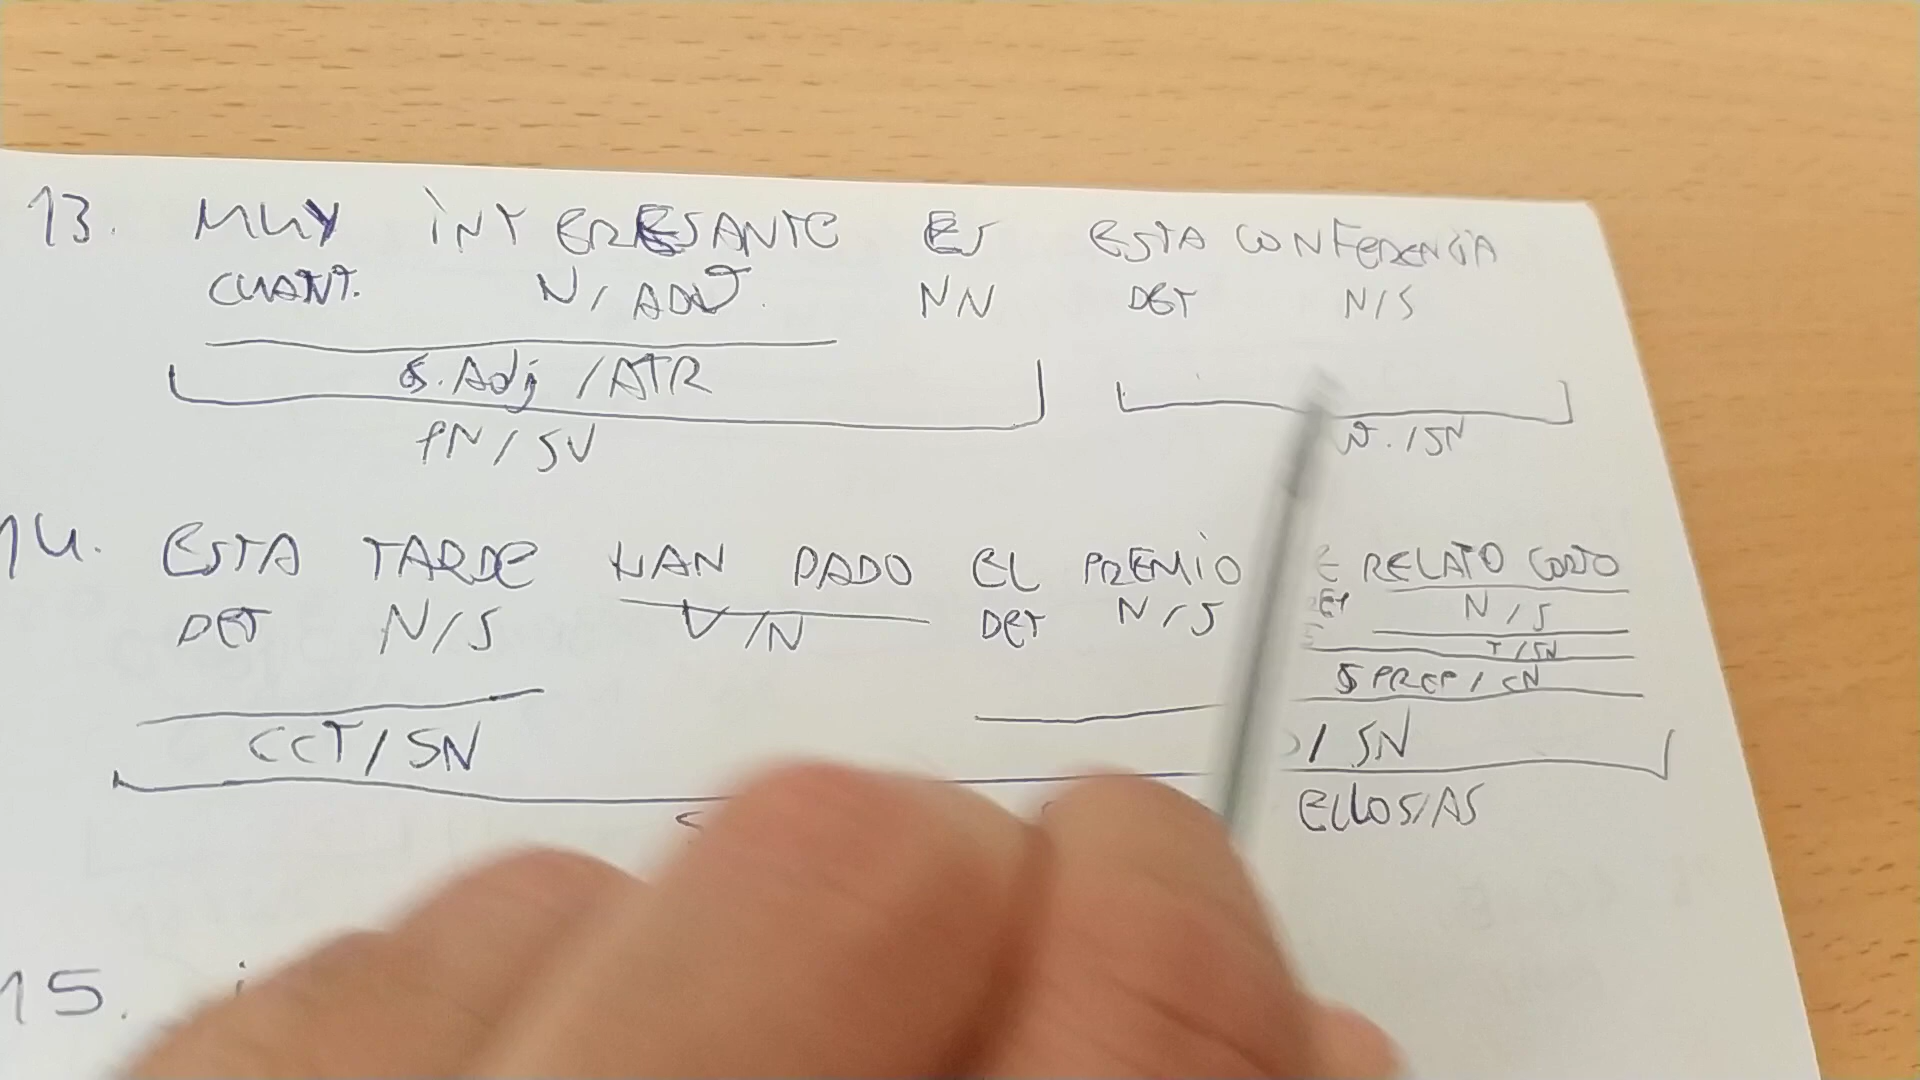 13. MUY INTERESANTE ES ESTA CONFERENCIA
CUANT. N/ADJ. NN DET N/S
S.Adj /ATR
PN/SV /SN
14. ESTA TARDE HAN DADO EL PREMIO RELATO CORTO
DET N/S V/N DET N/S N/S
T/SN
S PREP/CN
CCT/SN / SN
ELLOS/AS
15.